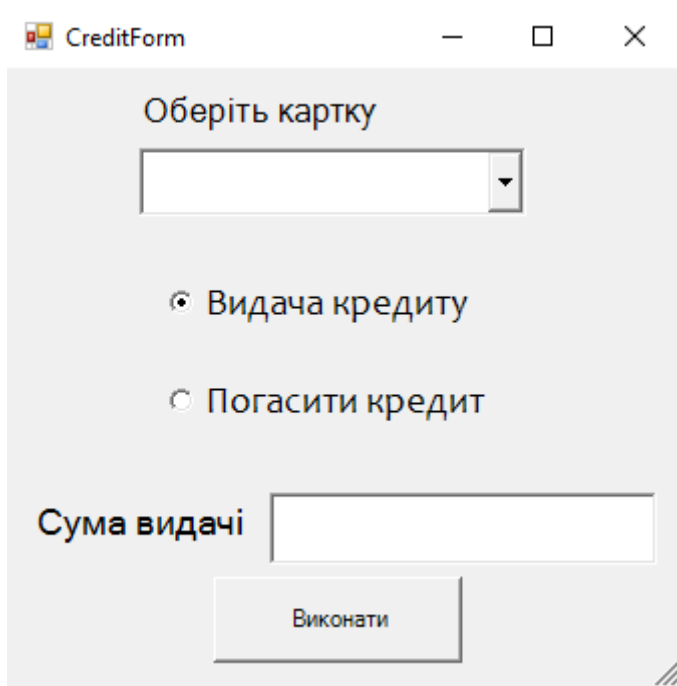 CreditForm
Оберіть картку
Видача кредиту
Погасити кредит
Сума видачі
Виконати